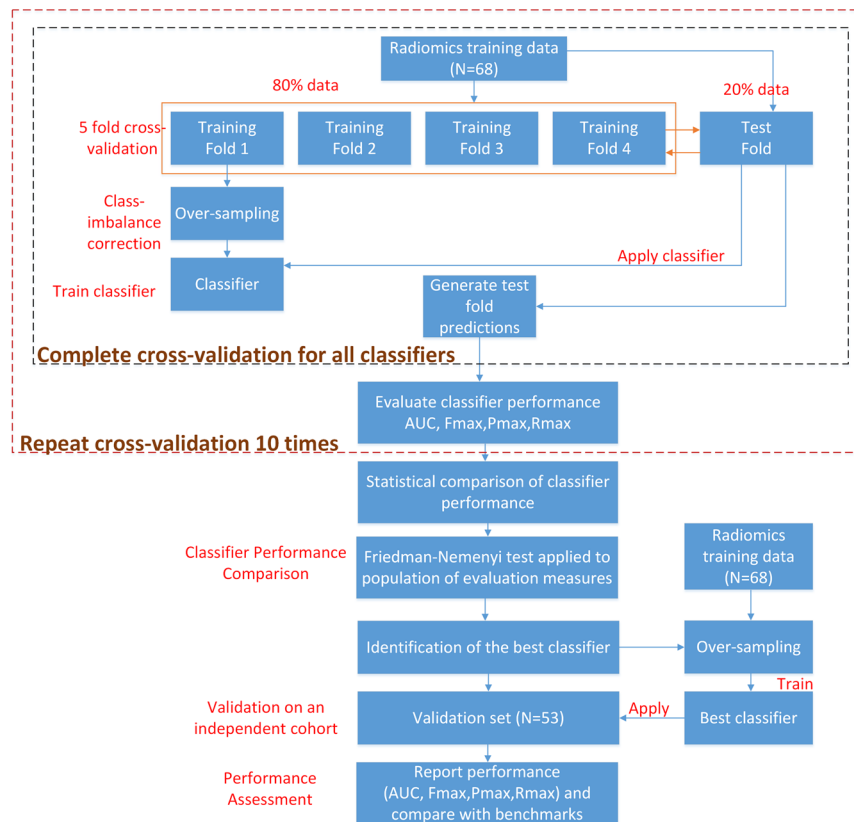 Radiomics training data
(N=68)
80% data
20% data
5 fold cross-
validation
Training
Fold 1
Training
Fold 2
Training
Fold 3
Training
Fold 4
Test
Fold
Class-
imbalance
correction
Over-sampling
Train classifier
Classifier
Apply classifier
Generate test
fold
predictions
Complete cross-validation for all classifiers
Evaluate classifier performance
AUC, Fmax,Pmax,Rmax
Repeat cross-validation 10 times
Statistical comparison of classifier
performance
Classifier Performance
Comparison
Friedman-Nemenyi test applied to
population of evaluation measures
Radiomics
training data
(N=68)
Identification of the best classifier
Over-sampling
Train
Validation on an
independent cohort
Validation set (N=53)
Apply
Best classifier
Performance
Assessment
Report performance
(AUC, Fmax,Pmax,Rmax) and
compare with benchmarks